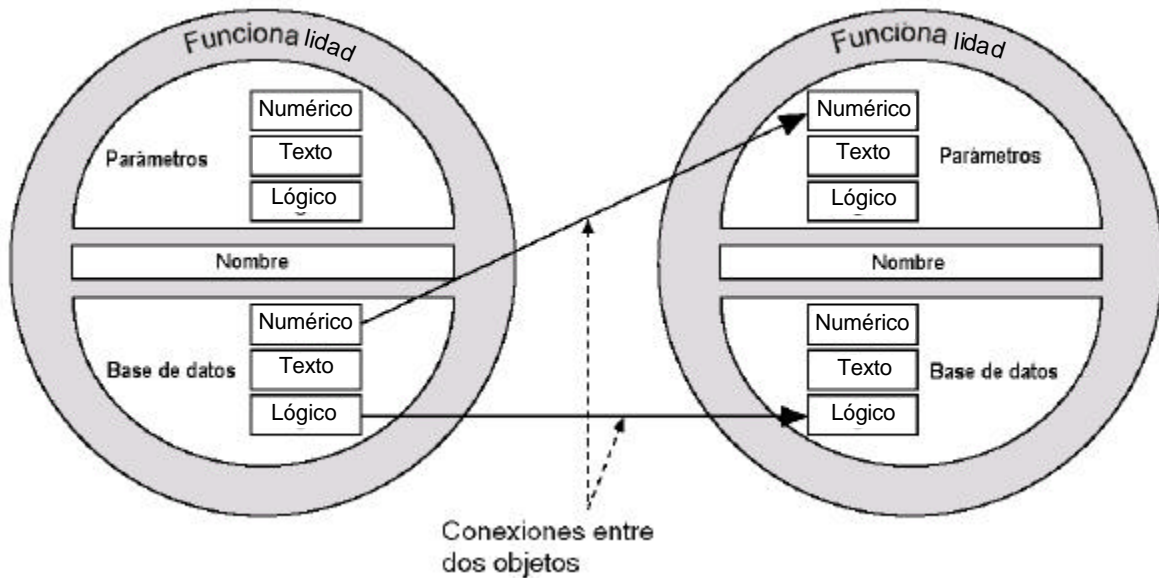 Funciona lidad
Numérico
Parámetros
Texto
Lógico
Nombre
Numérico
Base de datos
Texto
Lógico
Funciona lidad
Numérico
Texto
Parámetros
Lógico
Nombre
Numérico
Texto
Base de datos
Lógico
Conexiones entre
dos objetos